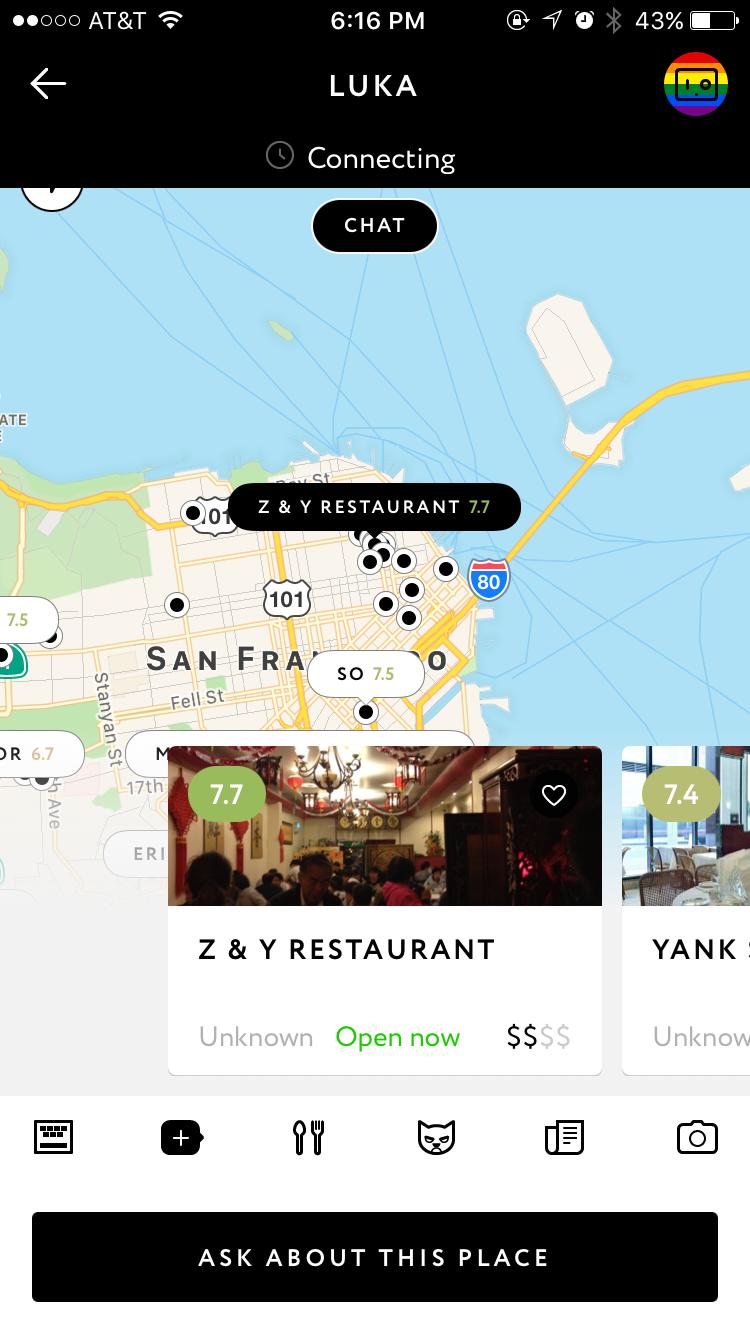 AT&T 6:16 PM 43%
LUKA
Connecting
CHAT
ATE
Bay St
Z & Y RESTAURANT 7.7
101
80
101
7.5
SAN FRA O
SO 7.5
Stanyan St
Fell St
OR 6.7
M
17th
h Ave
ERI
7.7
7.4
Z & Y RESTAURANT
YANK
Unknown Open now $$$$
Unknow
ASK ABOUT THIS PLACE